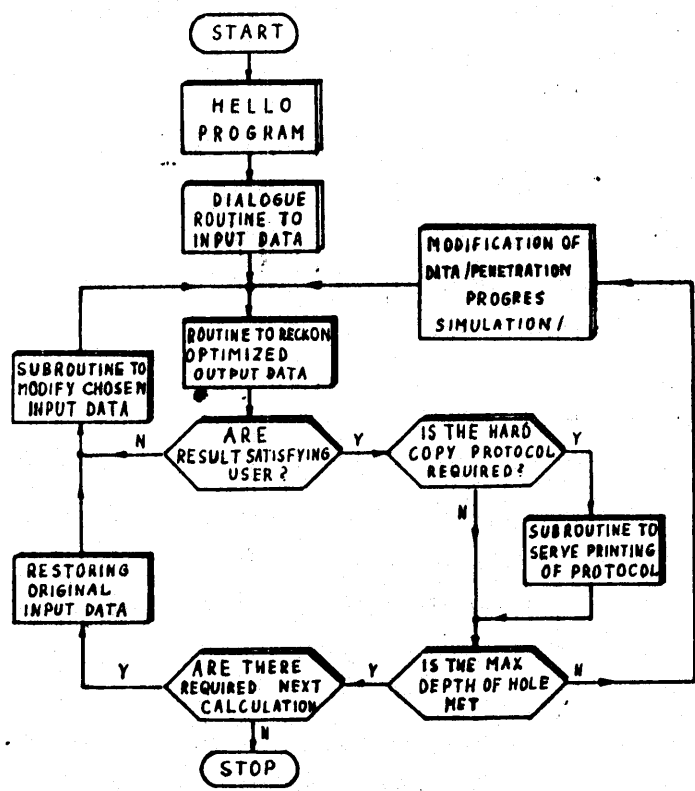 START
HELLO
PROGRAM
DIALOGUE
ROUTINE TO
INPUT DATA
MODIFICATION OF
DATA/PENETRATION
PROGRES
SIMULATION/
ROUTINE TO RECKON
OPTIMIZED
OUTPUT DATA
SUBROUTINE TO
MODIFY CHOSEN
INPUT DATA
N
ARE
RESULT SATISFYING
USER?
Y
IS THE HARD
COPY PROTOCOL
REQUIRED?
Y
N
SUBROUTINE TO
SERVE PRINTING
OF PROTOCOL
RESTORING
ORIGINAL
INPUT DATA
Y
ARE THERE
REQUIRED NEXT
CALCULATION
Y
IS THE MAX
DEPTH OF HOLE
MET
N
N
STOP